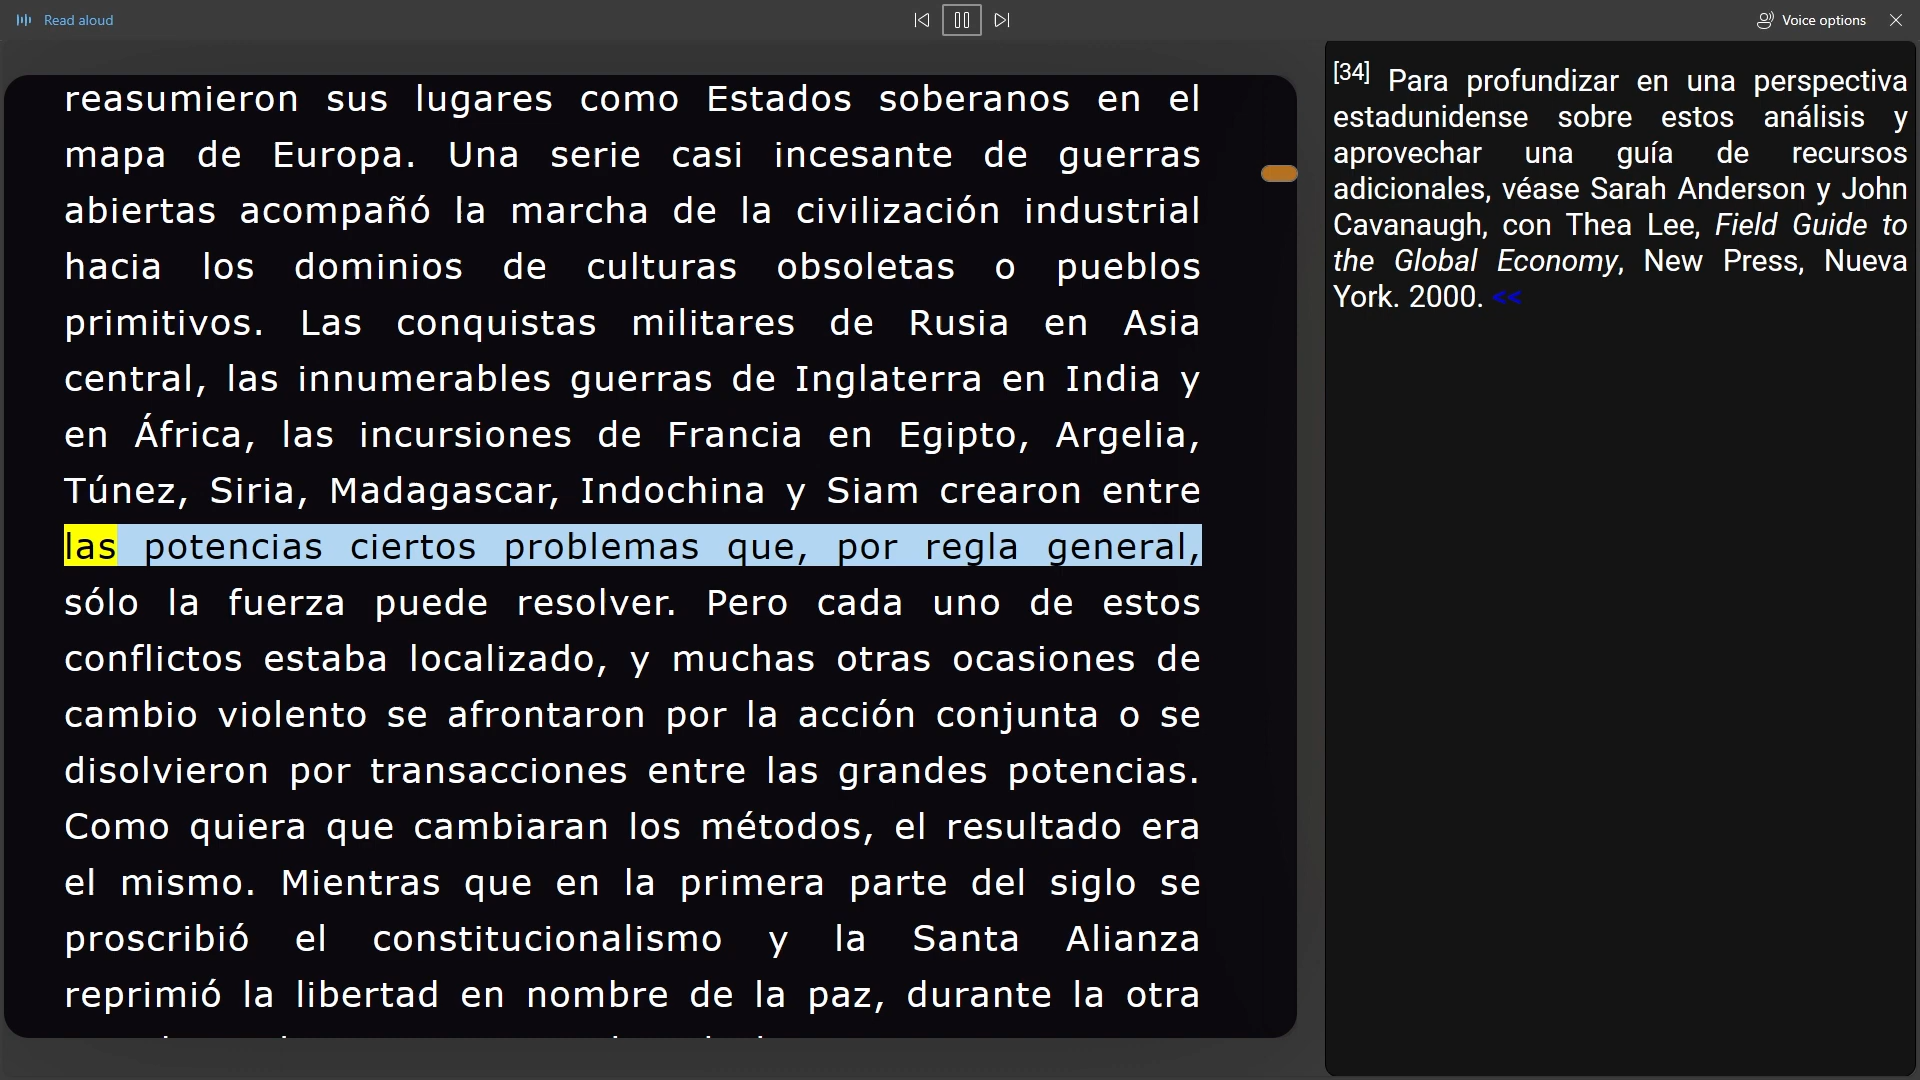 Read aloud
Voice options
reasumieron sus lugares como Estados soberanos en el
mapa de Europa. Una serie casi incesante de guerras
abiertas acompañó la marcha de la civilización industrial
hacia los dominios de culturas obsoletas o pueblos
primitivos. Las conquistas militares de Rusia en Asia
central, las innumerables guerras de Inglaterra en India y
en África, las incursiones de Francia en Egipto, Argelia,
Túnez, Siria, Madagascar, Indochina y Siam crearon entre
las potencias ciertos problemas que, por regla general,
sólo la fuerza puede resolver. Pero cada uno de estos
conflictos estaba localizado, y muchas otras ocasiones de
cambio violento se afrontaron por la acción conjunta o se
disolvieron por transacciones entre las grandes potencias.
Como quiera que cambiaran los métodos, el resultado era
el mismo. Mientras que en la primera parte del siglo se
proscribió el constitucionalismo y la Santa Alianza
reprimió la libertad en nombre de la paz, durante la otra
[34] Para profundizar en una perspectiva
estadunidense sobre estos análisis y
aprovechar una guía de recursos
adicionales, véase Sarah Anderson y John
Cavanaugh, con Thea Lee, Field Guide to
the Global Economy, New Press, Nueva
York. 2000. <<